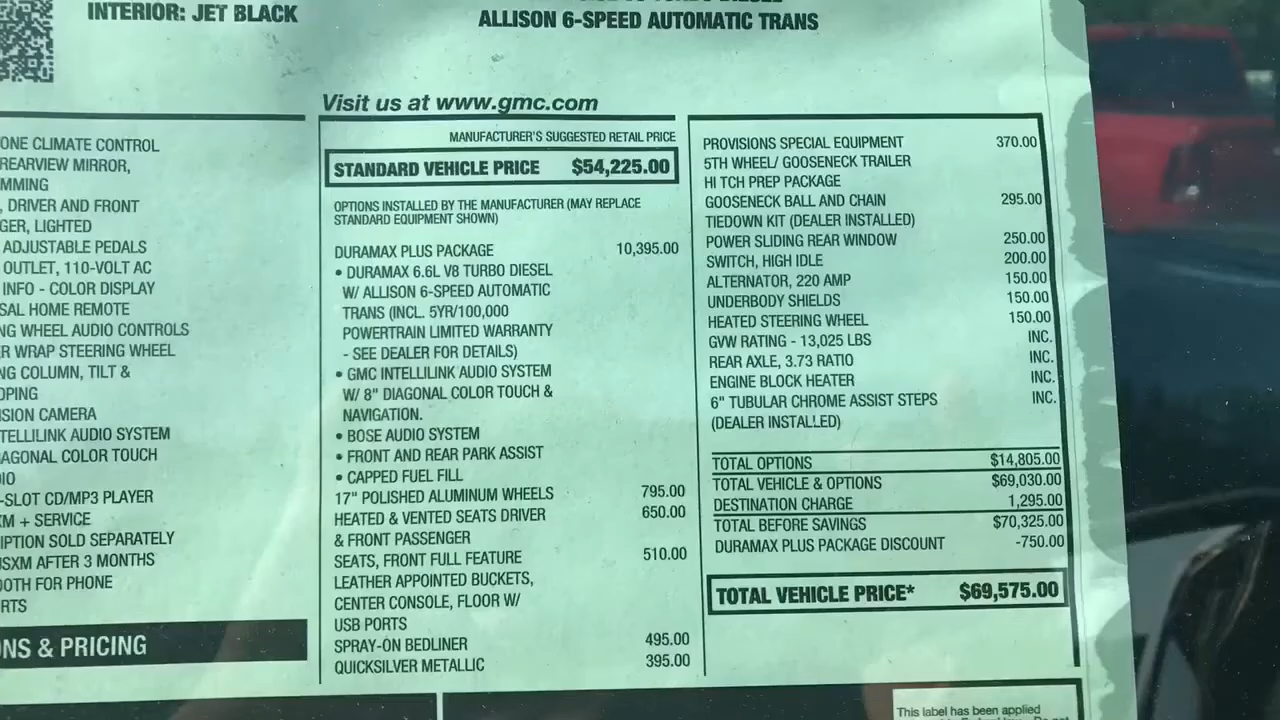 INTERIOR: JET BLACK
ALLISON 6-SPEED AUTOMATIC TRANS
Visit us at www.gmc.com
ONE CLIMATE CONTROL
REARVIEW MIRROR,
MMING
, DRIVER AND FRONT
GER, LIGHTED
ADJUSTABLE PEDALS
OUTLET, 110-VOLT AC
INFO - COLOR DISPLAY
SAL HOME REMOTE
NG WHEEL AUDIO CONTROLS
R WRAP STEERING WHEEL
NG COLUMN, TILT &
OPING
ISION CAMERA
TELLILINK AUDIO SYSTEM
AGONAL COLOR TOUCH
IO
-SLOT CD/MP3 PLAYER
XM + SERVICE
IPTION SOLD SEPARATELY
USXM AFTER 3 MONTHS
OOTH FOR PHONE
RTS
NS & PRICING
MANUFACTURER'S SUGGESTED RETAIL PRICE
STANDARD VEHICLE PRICE $54,225.00
OPTIONS INSTALLED BY THE MANUFACTURER (MAY REPLACE
STANDARD EQUIPMENT SHOWN)
DURAMAX PLUS PACKAGE 10,395.00
• DURAMAX 6.6L V8 TURBO DIESEL
W/ ALLISON 6-SPEED AUTOMATIC
TRANS (INCL. 5YR/100,000
POWERTRAIN LIMITED WARRANTY
- SEE DEALER FOR DETAILS)
• GMC INTELLILINK AUDIO SYSTEM
W/ 8" DIAGONAL COLOR TOUCH &
NAVIGATION.
• BOSE AUDIO SYSTEM
• FRONT AND REAR PARK ASSIST
• CAPPED FUEL FILL
17" POLISHED ALUMINUM WHEELS 795.00
HEATED & VENTED SEATS DRIVER 650.00
& FRONT PASSENGER
SEATS, FRONT FULL FEATURE 510.00
LEATHER APPOINTED BUCKETS,
CENTER CONSOLE, FLOOR W/
USB PORTS
SPRAY-ON BEDLINER 495.00
QUICKSILVER METALLIC 395.00
PROVISIONS SPECIAL EQUIPMENT 370.00
5TH WHEEL/ GOOSENECK TRAILER
HI TCH PREP PACKAGE
GOOSENECK BALL AND CHAIN 295.00
TIEDOWN KIT (DEALER INSTALLED)
POWER SLIDING REAR WINDOW 250.00
SWITCH, HIGH IDLE 200.00
ALTERNATOR, 220 AMP 150.00
UNDERBODY SHIELDS 150.00
HEATED STEERING WHEEL 150.00
GVW RATING - 13,025 LBS INC.
REAR AXLE, 3.73 RATIO INC.
ENGINE BLOCK HEATER INC.
6" TUBULAR CHROME ASSIST STEPS INC.
(DEALER INSTALLED)
TOTAL OPTIONS $14,805.00
TOTAL VEHICLE & OPTIONS $69,030.00
DESTINATION CHARGE 1,295.00
TOTAL BEFORE SAVINGS $70,325.00
DURAMAX PLUS PACKAGE DISCOUNT -750.00
TOTAL VEHICLE PRICE* $69,575.00
This label has been applied